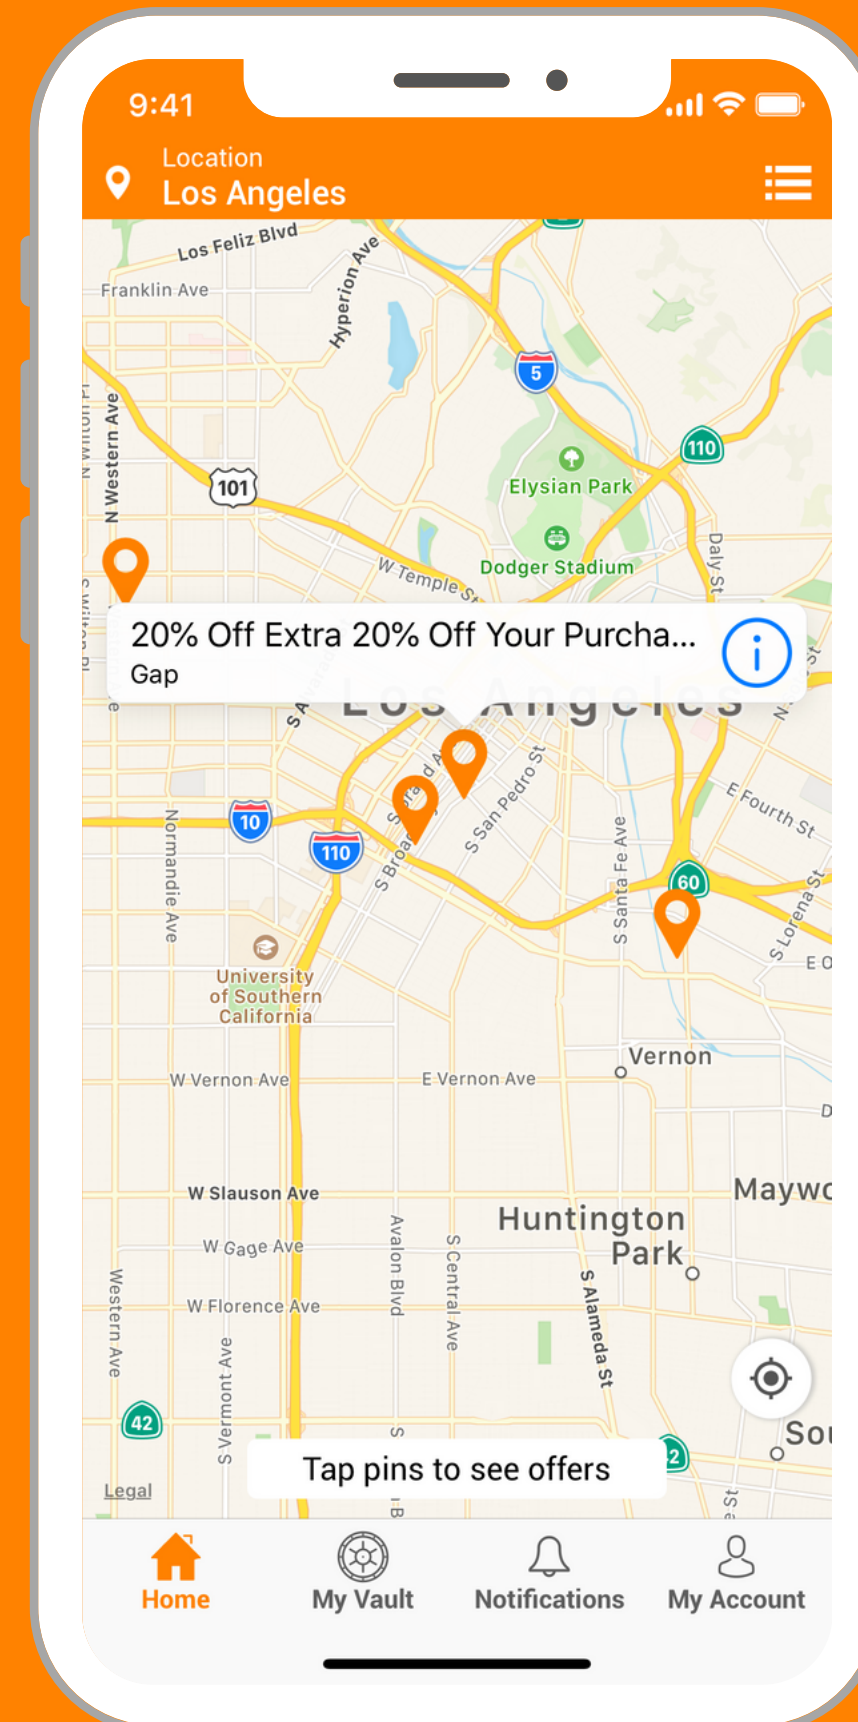 9:41
Location
Los Angeles
Los Feliz Blvd
Franklin Ave
Hyperion Ave
5
N Western Ave
110
101
Elysian Park
Dodger Stadium
W Temple St
Daly St
20% Off Extra 20% Off Your Purcha...
Gap
Los Angeles
S San Pedro St
E Fourth St
10
110
Normandie Ave
S Santa Fe Ave
60
S Lorena St
University
of Southern
California
Vernon
W Vernon Ave
E Vernon Ave
W Slauson Ave
Huntington
Park
W Gage Ave
Avalon Blvd
S Central Ave
Western Ave
W Florence Ave
S Alameda St
S Vermont Ave
42
Tap pins to see offers
Legal
Home
My Vault
Notifications
My Account